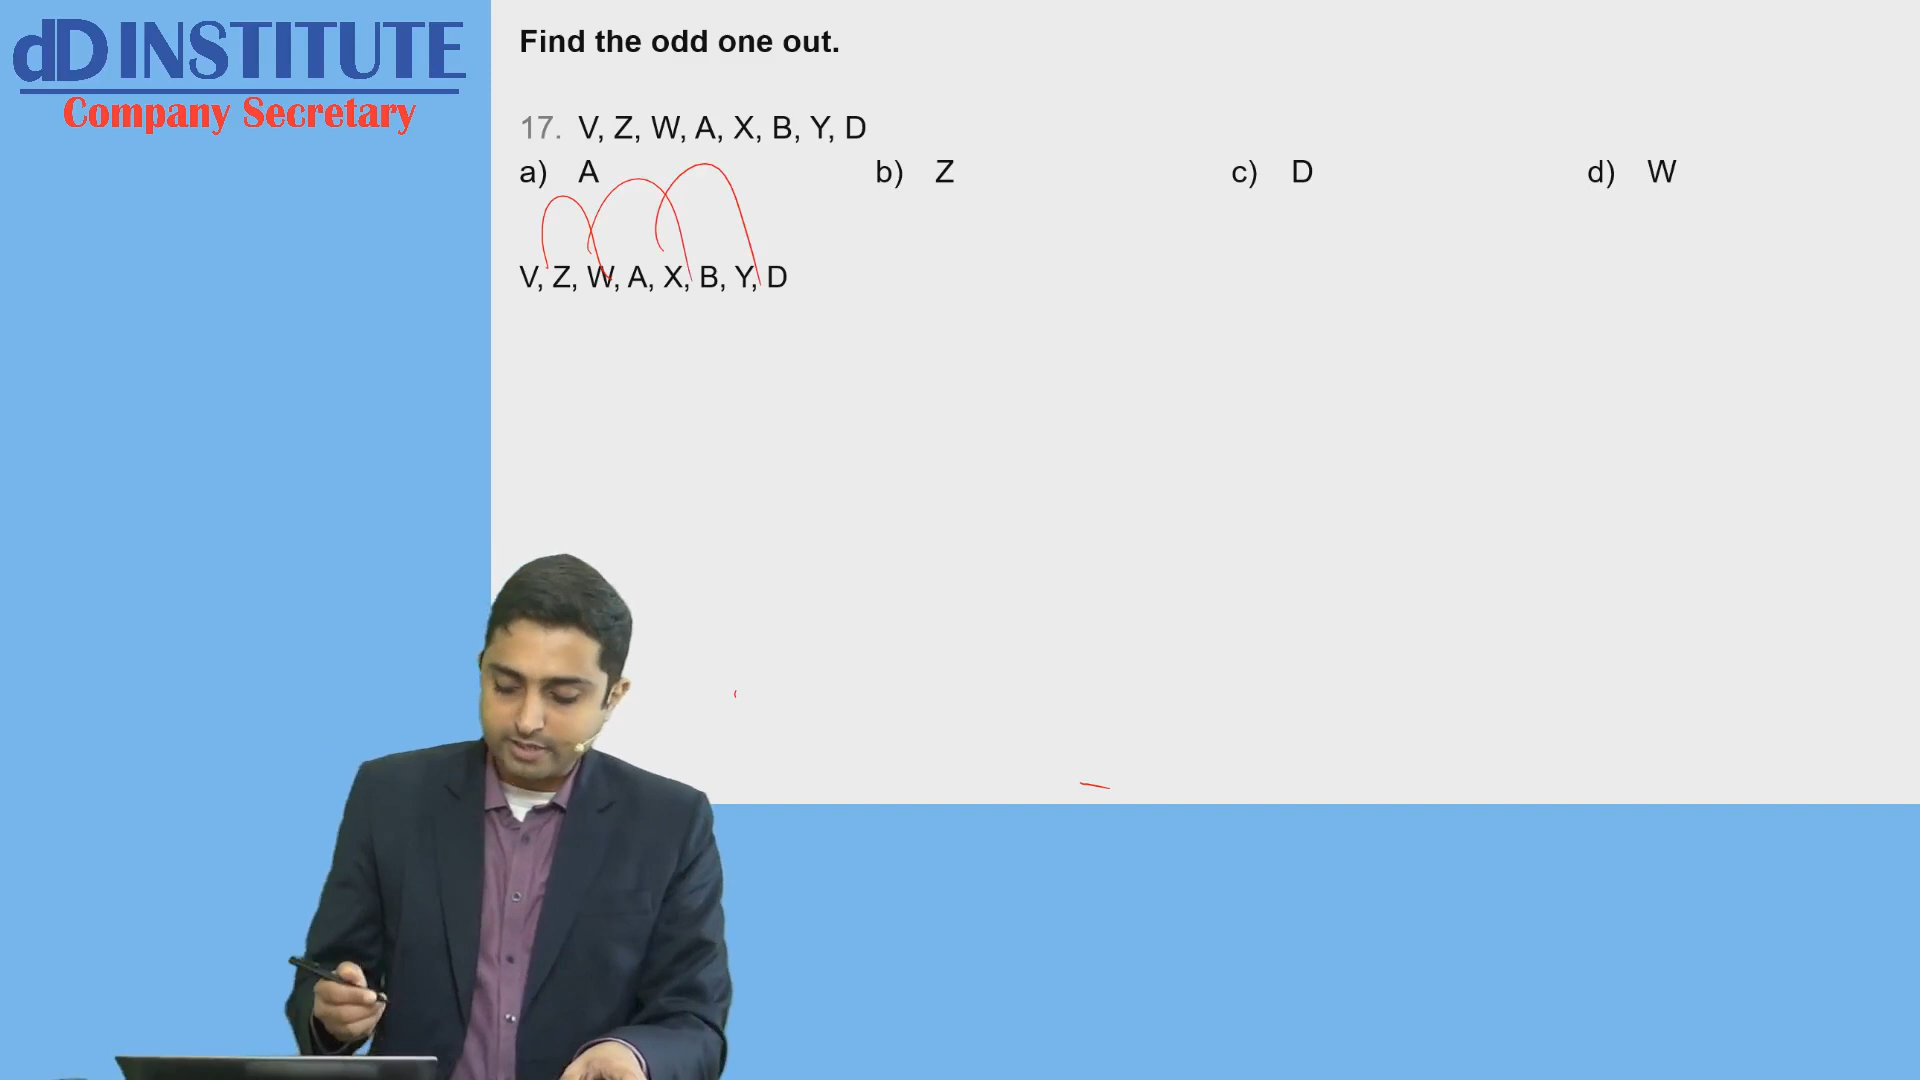 dD INSTITUTE
Company Secretary
Find the odd one out.
17. V, Z, W, A, X, B, Y, D
a) A b) Z c) D d) W
V, Z, W, A, X, B, Y, D